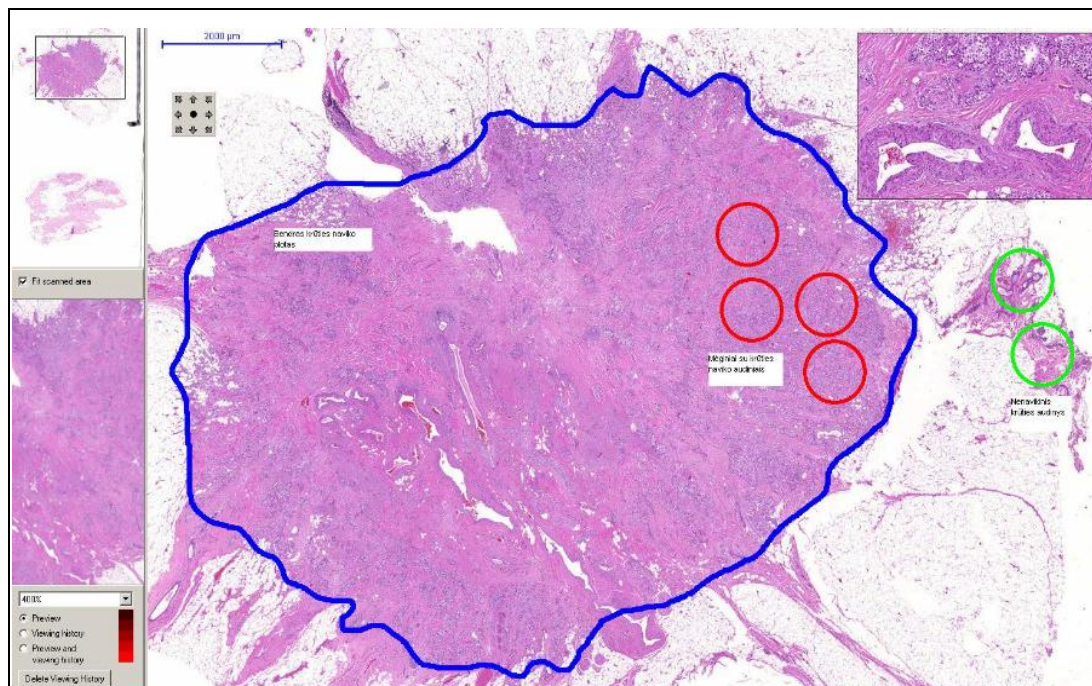 2000 µm
Bendras krūties naviko
plotas
Mėginiai su krūties
naviko audiniais
Nenavikinis
krūties audinys
Fit scanned area
400%
Preview
Viewing history
Preview and
viewing history
Delete Viewing History